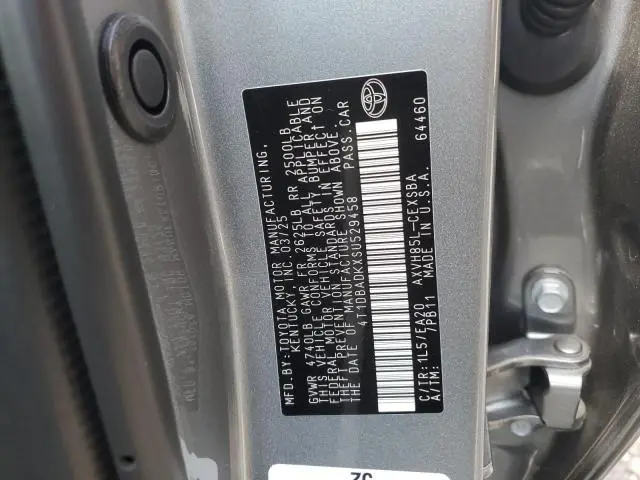 MFD.BY:TOYOTA MOTOR MANUFACTURING,
KENTUCKY, INC. 03/25
GVWR 4740LB GAWR FR 2625LB RR 2500LB
THIS VEHICLE CONFORMS TO ALL APPLICABLE
FEDERAL MOTOR VEHICLE SAFETY, BUMPER, AND
THEFT PREVENTION STANDARDS IN EFFECT ON
THE DATE OF MANUFACTURE SHOWN ABOVE.
4T1DBADKXSU529458 PASS.CAR
C/TR:1L5/EA20 AXVH85L-CEXSBA
A/TM: 7PB11 MADE IN U.S.A. 64460